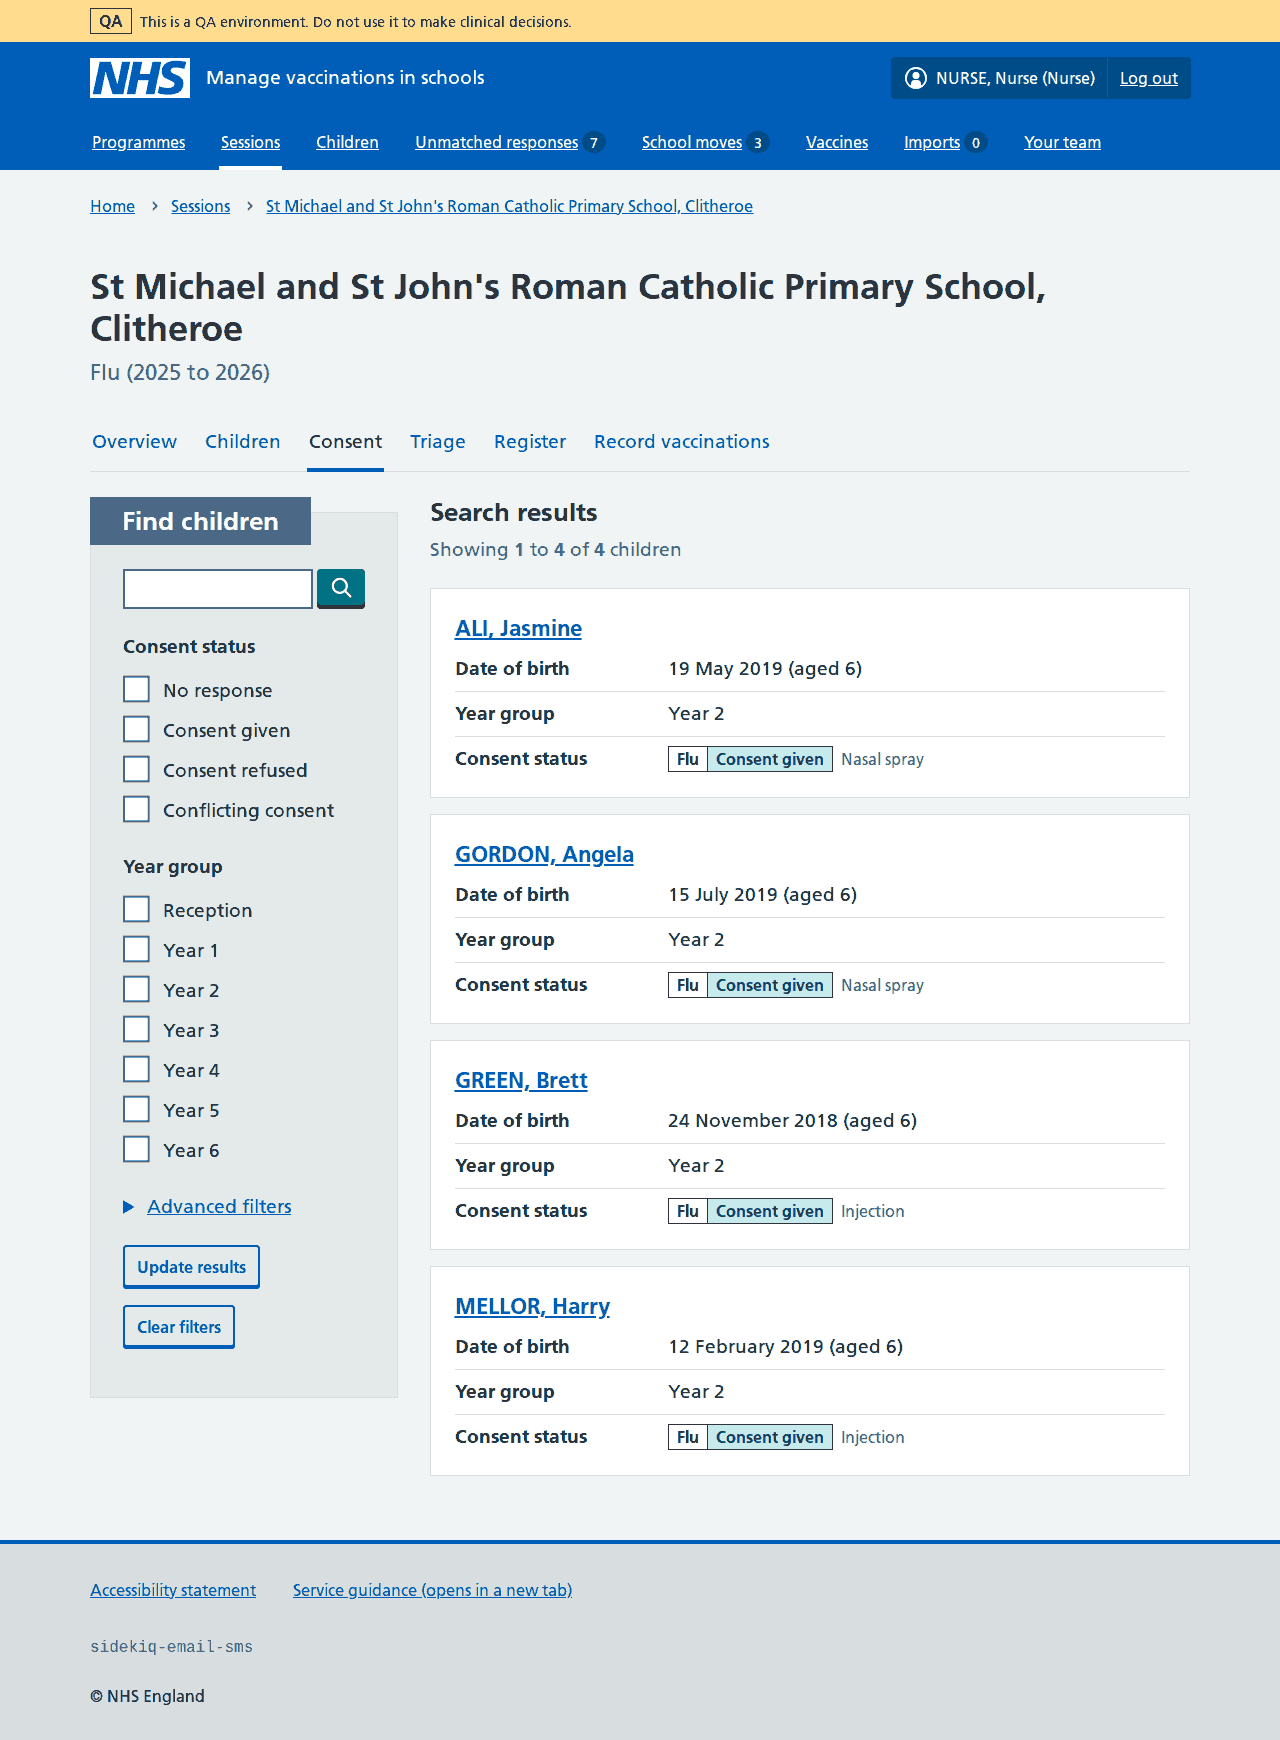 QA This is a QA environment. Do not use it to make clinical decisions.
NHS Manage vaccinations in schools NURSE, Nurse (Nurse) Log out
Programmes Sessions Children Unmatched responses 7 School moves 3 Vaccines Imports 0 Your team
Home Sessions St Michael and St John's Roman Catholic Primary School, Clitheroe
St Michael and St John's Roman Catholic Primary School,
Clitheroe
Flu (2025 to 2026)
Overview Children Consent Triage Register Record vaccinations
Find children
Consent status
No response
Consent given
Consent refused
Conflicting consent
Year group
Reception
Year 1
Year 2
Year 3
Year 4
Year 5
Year 6
Advanced filters
Update results
Clear filters
Search results
Showing 1 to 4 of 4 children
ALI, Jasmine
Date of birth 19 May 2019 (aged 6)
Year group Year 2
Consent status Flu Consent given Nasal spray
GORDON, Angela
Date of birth 15 July 2019 (aged 6)
Year group Year 2
Consent status Flu Consent given Nasal spray
GREEN, Brett
Date of birth 24 November 2018 (aged 6)
Year group Year 2
Consent status Flu Consent given Injection
MELLOR, Harry
Date of birth 12 February 2019 (aged 6)
Year group Year 2
Consent status Flu Consent given Injection
Accessibility statement Service guidance (opens in a new tab)
sidekiq-email-sms
© NHS England